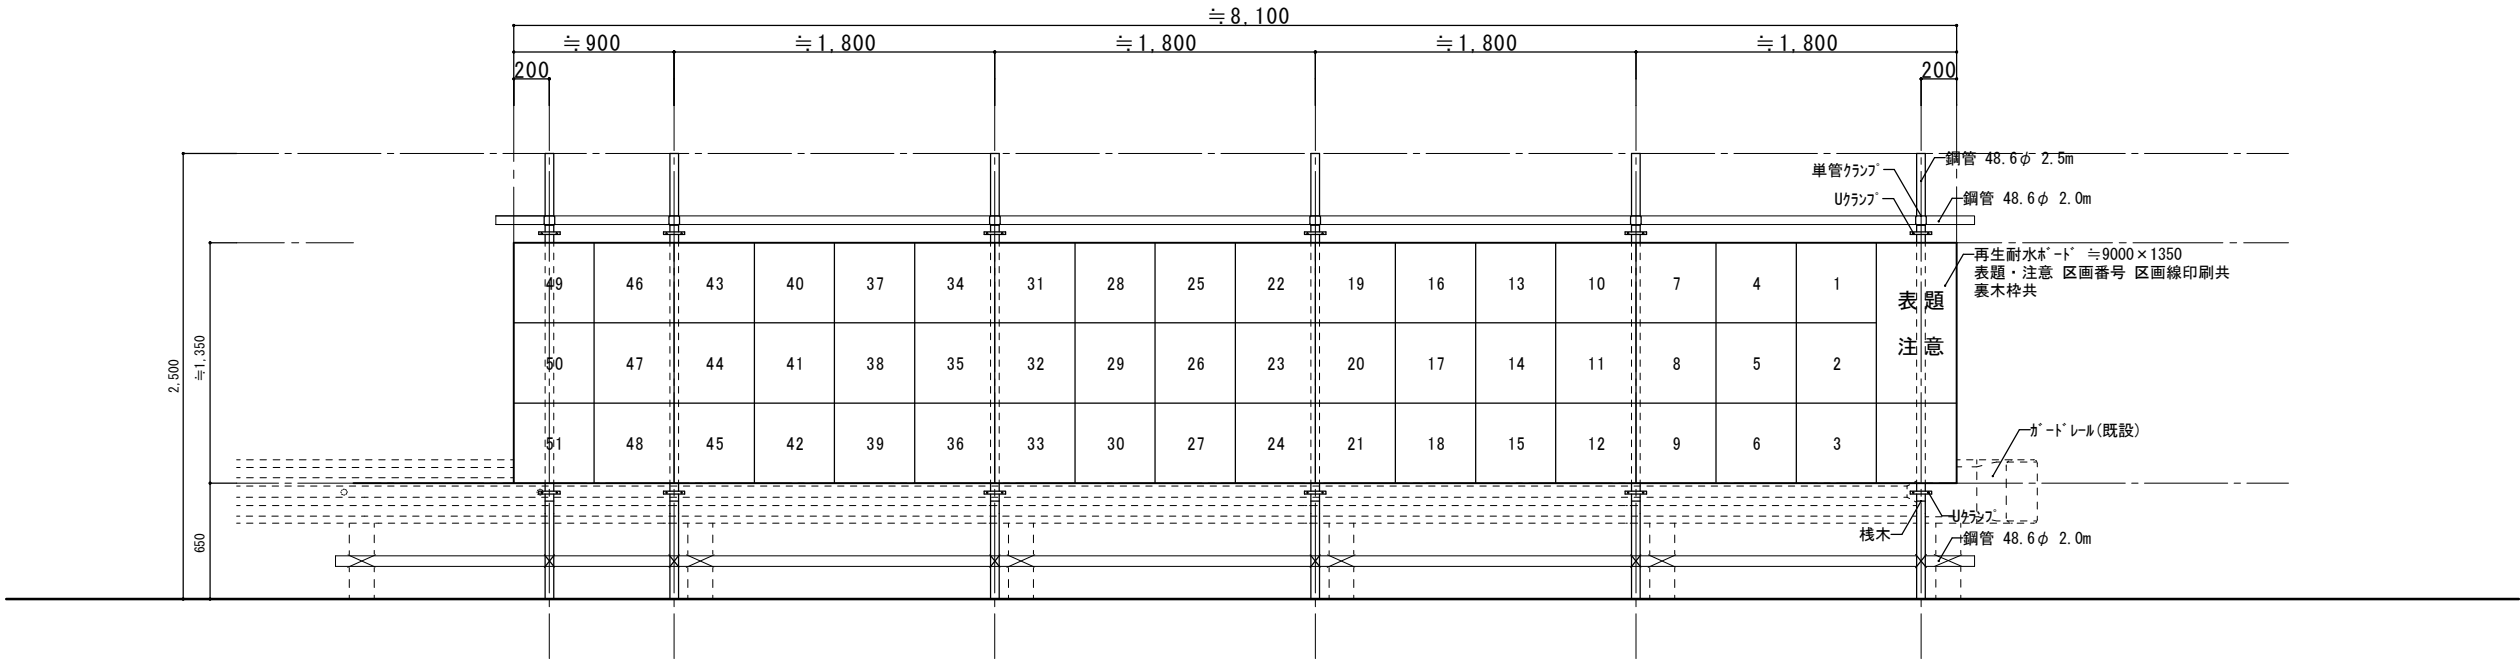 ≒8,100
≒900 ≒1,800 ≒1,800 ≒1,800 ≒1,800
200 200
単管クランプ 鋼管 48.6φ 2.5m
Uクランプ 鋼管 48.6φ 2.0m
再生耐水ボード ≒9000×1350
表題・注意 区画番号 区画線印刷共
裏木枠共
49 46 43 40 37 34 31 28 25 22 19 16 13 10 7 4 1
表題
50 47 44 41 38 35 32 29 26 23 20 17 14 11 8 5 2
注意
51 48 45 42 39 36 33 30 27 24 21 18 15 12 9 6 3
2,500
≒1,350
650
ガードレール(既設)
Uクランプ
桟木
鋼管 48.6φ 2.0m